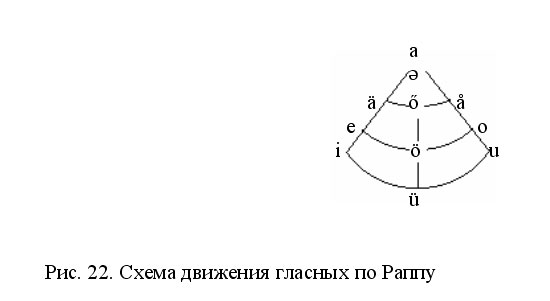 a
ə
ä ő å
e o
i ö u
ü
Рис. 22. Схема движения гласных по Раппу